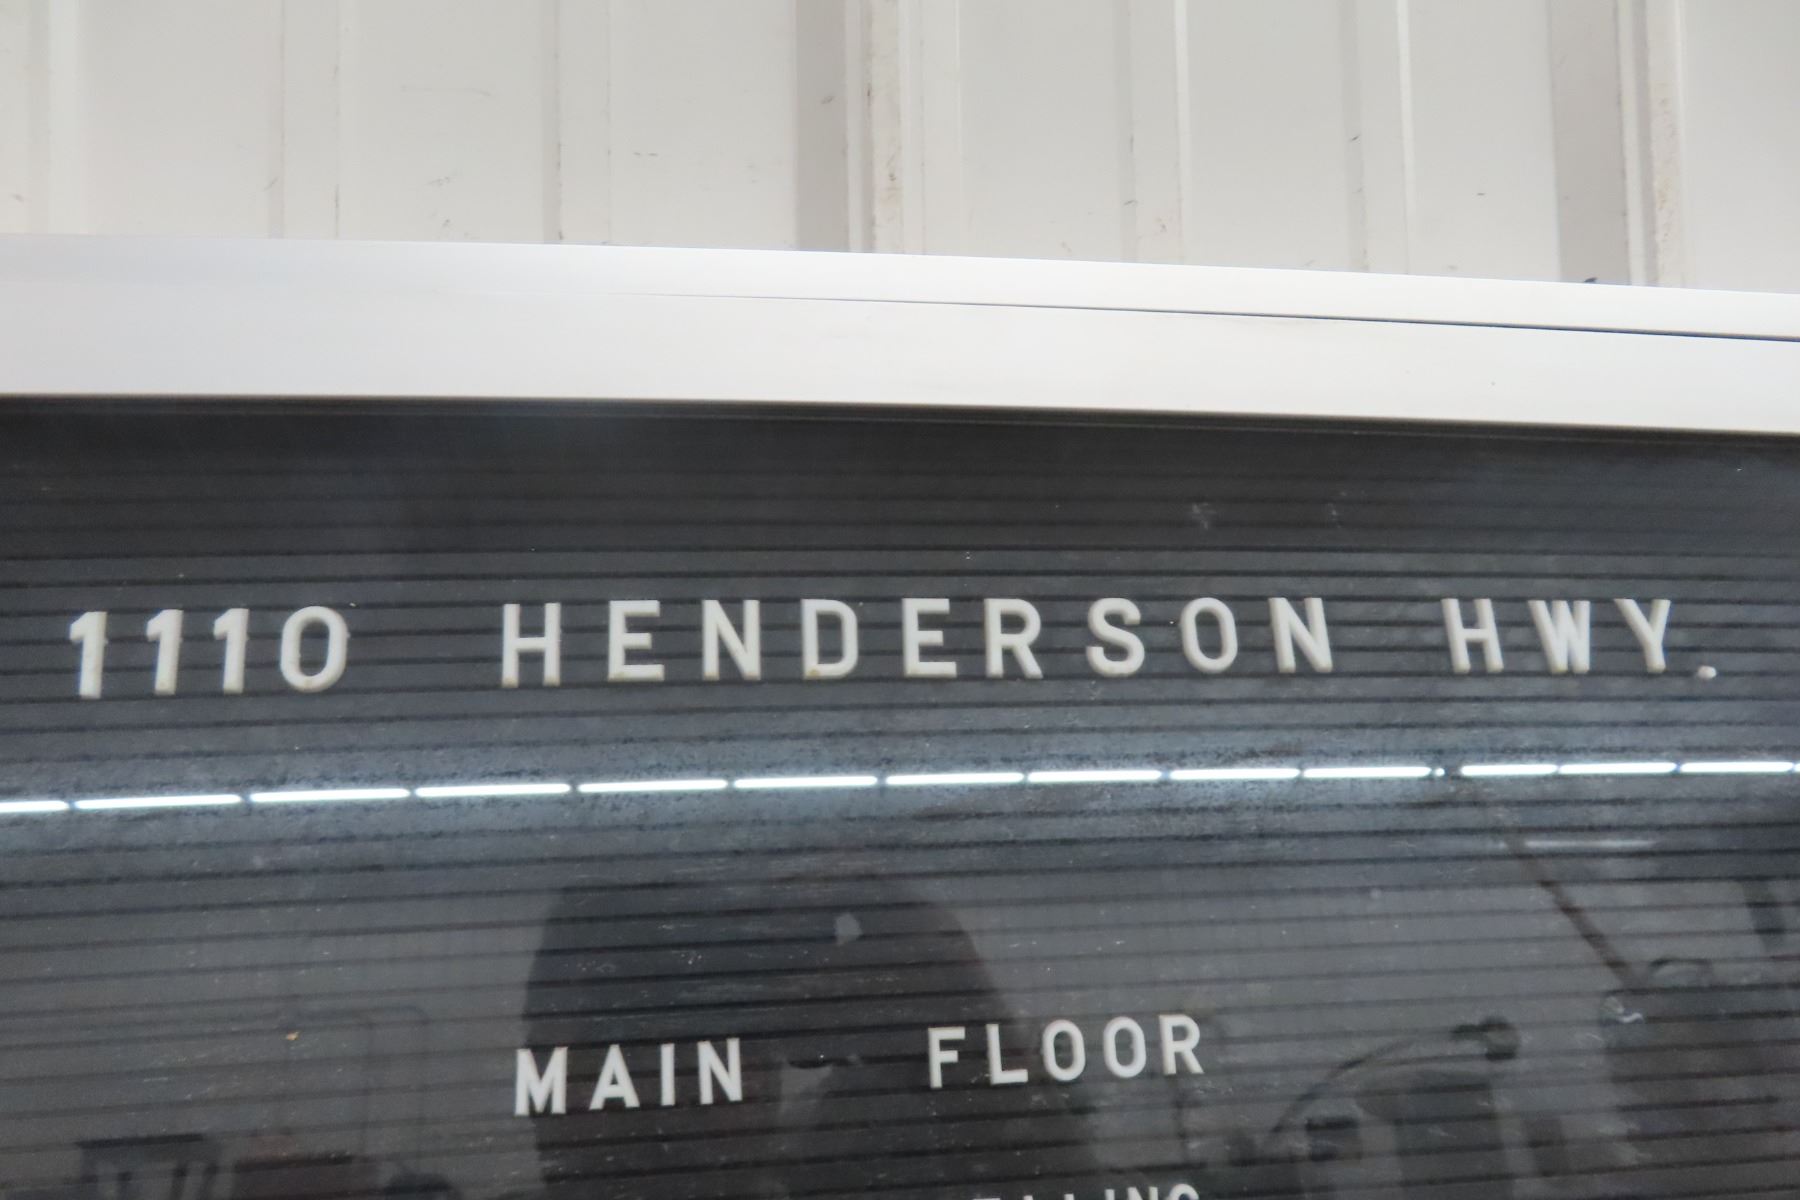 1110 HENDERSON HWY.
MAIN FLOOR